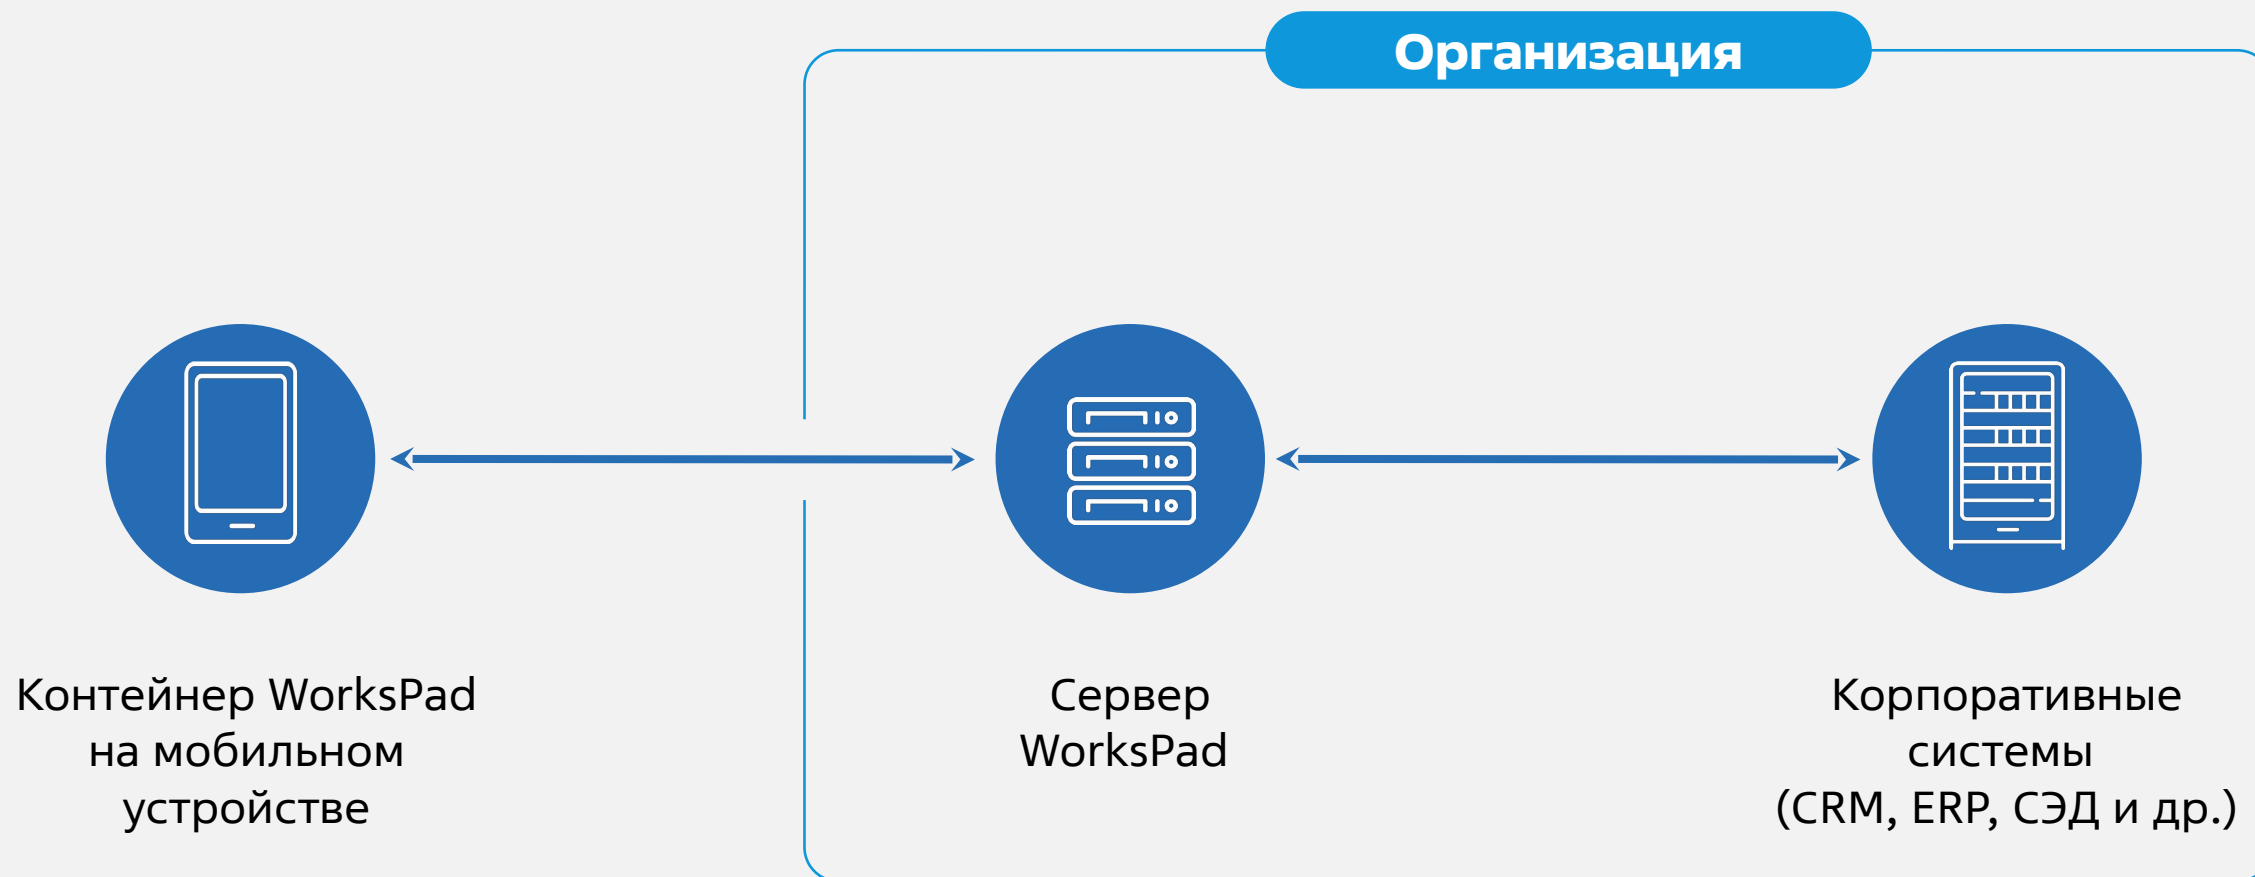 Организация
Контейнер WorksPad
на мобильном
устройстве
Сервер
WorksPad
Корпоративные
системы
(CRM, ERP, СЭД и др.)